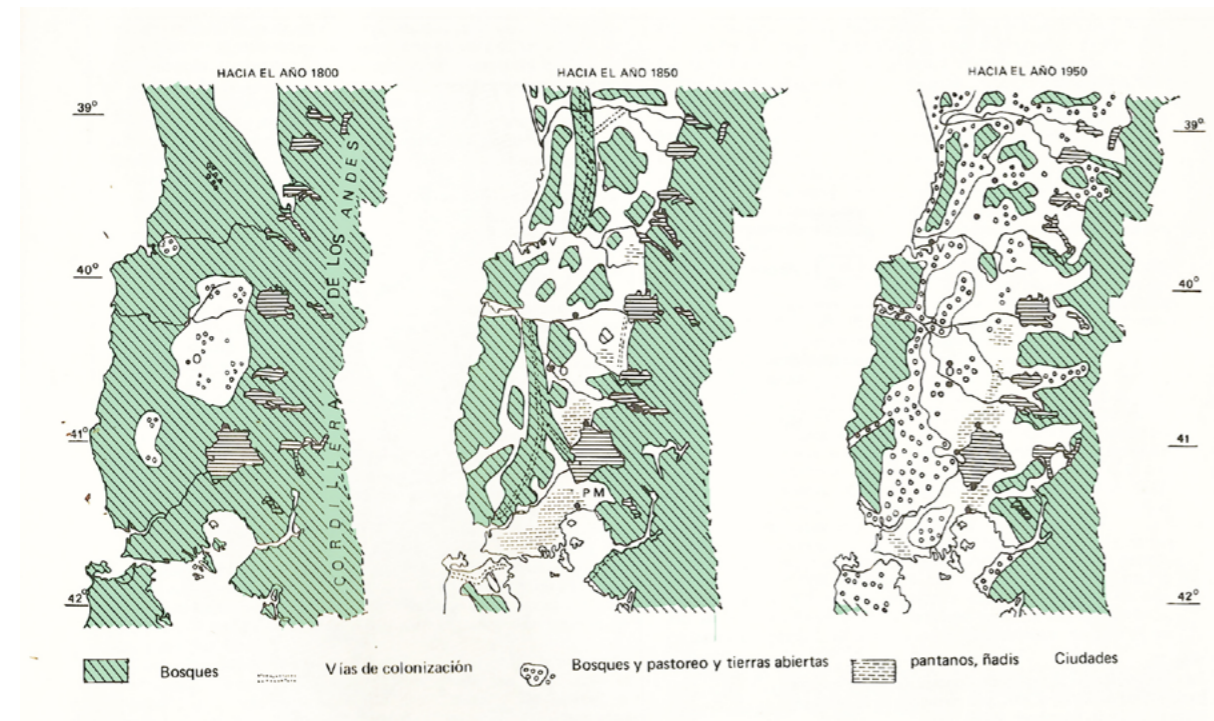 HACIA EL AÑO 1800
HACIA EL AÑO 1850
HACIA EL AÑO 1950
39°
40°
41°
42°
CORDILLERA DE LOS ANDES
O
V
O
PM
V
O
39°
40°
41
42°
Bosques
Vías de colonización
Bosques y pastoreo y tierras abiertas
pantanos, ñadis
Ciudades